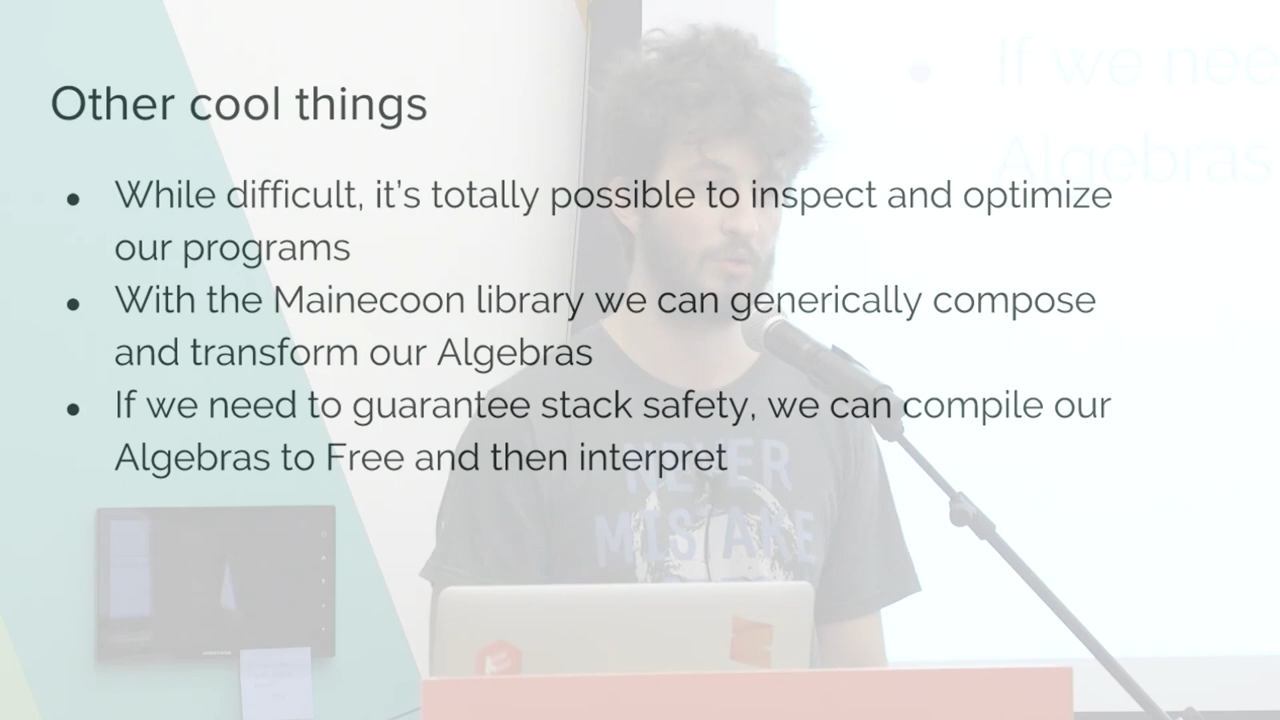 Other cool things
• While difficult, it's totally possible to inspect and optimize
our programs
• With the Mainecoon library we can generically compose
and transform our Algebras
• If we need to guarantee stack safety, we can compile our
Algebras to Free and then interpret
• If we nee
Algebras
NEVER
MISTAKE